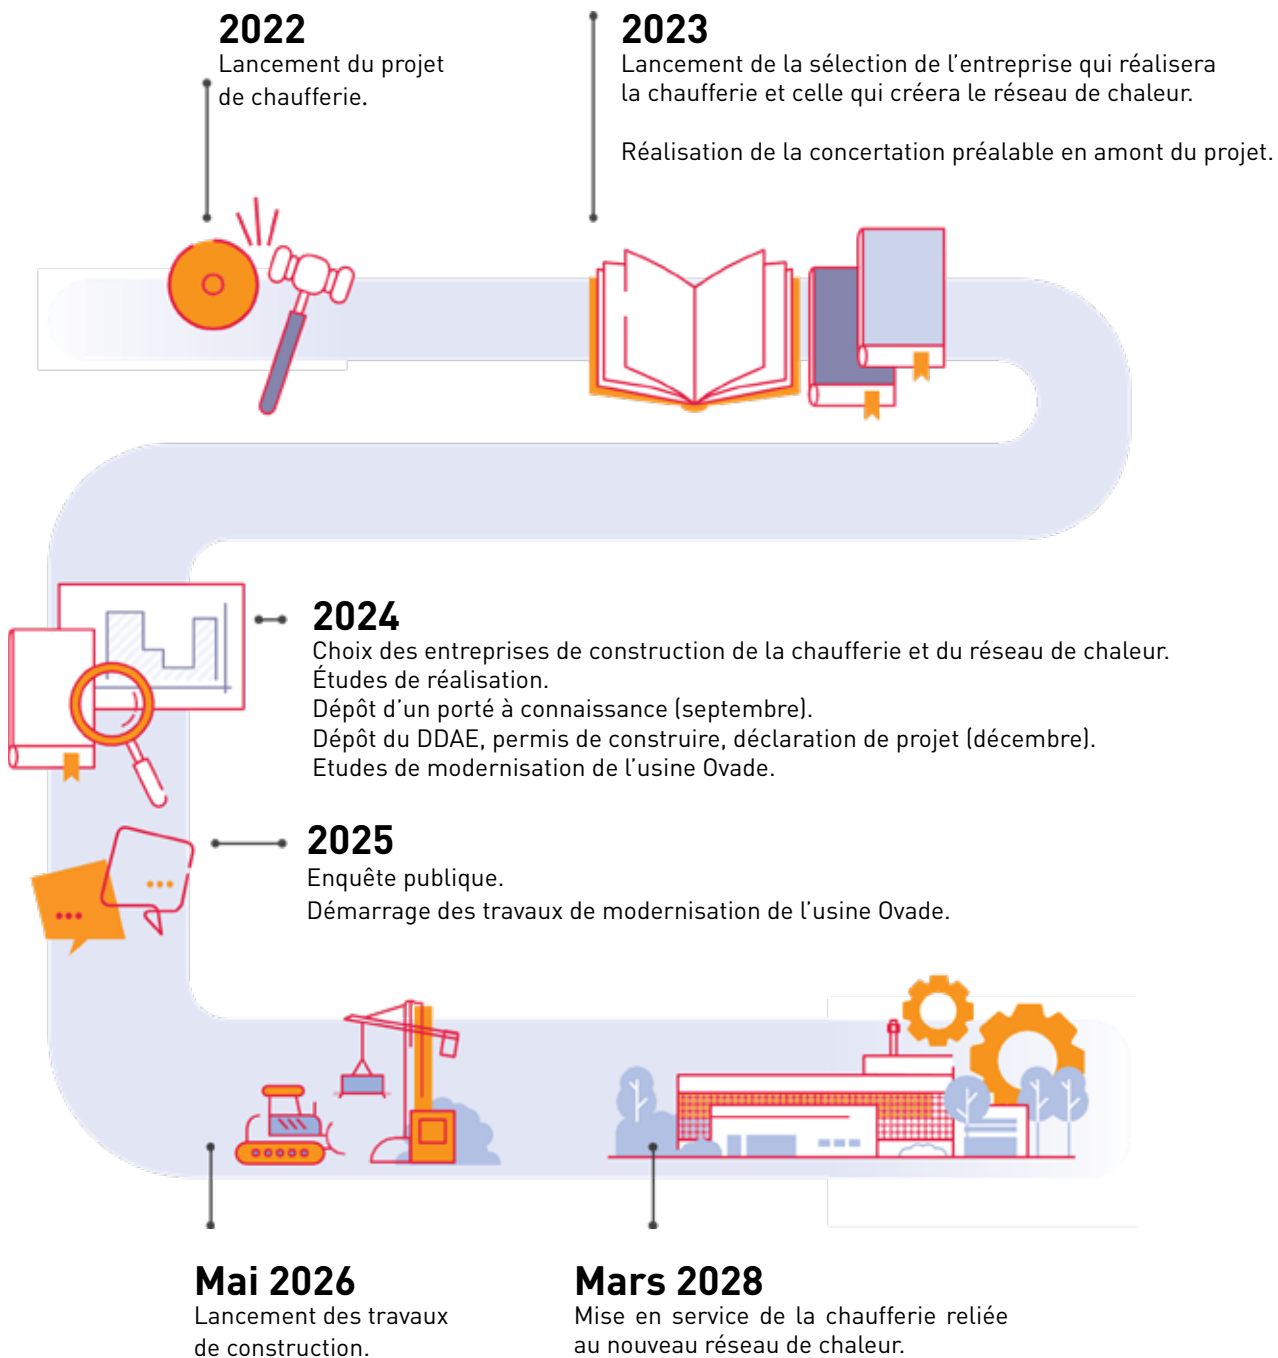 2022
Lancement du projet
de chaufferie.
2023
Lancement de la sélection de l’entreprise qui réalisera
la chaufferie et celle qui créera le réseau de chaleur.
Réalisation de la concertation préalable en amont du projet.
2024
Choix des entreprises de construction de la chaufferie et du réseau de chaleur.
Études de réalisation.
Dépôt d’un porté à connaissance (septembre).
Dépôt du DDAE, permis de construire, déclaration de projet (décembre).
Etudes de modernisation de l’usine Ovade.
2025
Enquête publique.
Démarrage des travaux de modernisation de l’usine Ovade.
Mai 2026
Lancement des travaux
de construction.
Mars 2028
Mise en service de la chaufferie reliée
au nouveau réseau de chaleur.